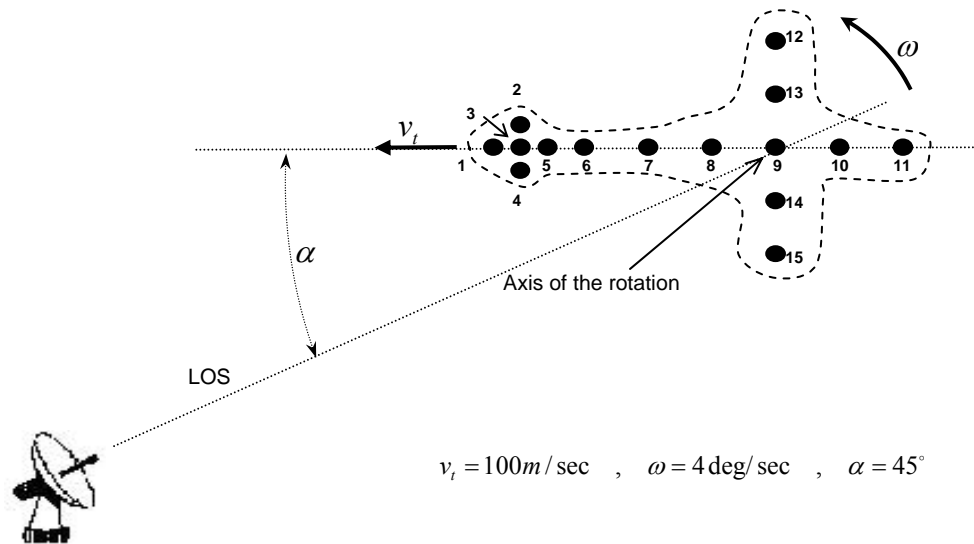 12
ω
2
13
3
v_t
1
5
6
7
8
9
10
11
4
14
α
15
Axis of the rotation
LOS
v_t = 100m / sec , ω = 4 deg/ sec , α = 45°